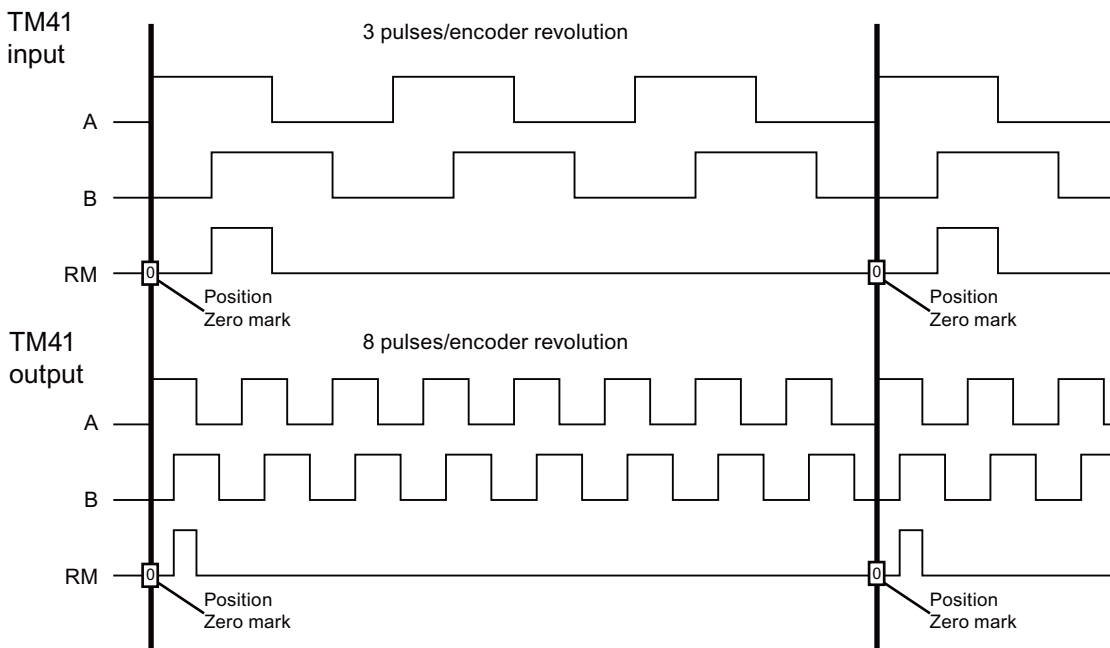 TM41
input
3 pulses/encoder revolution
A
B
RM
0
0
Position
Zero mark
Position
Zero mark
TM41
output
8 pulses/encoder revolution
A
B
RM
0
0
Position
Zero mark
Position
Zero mark